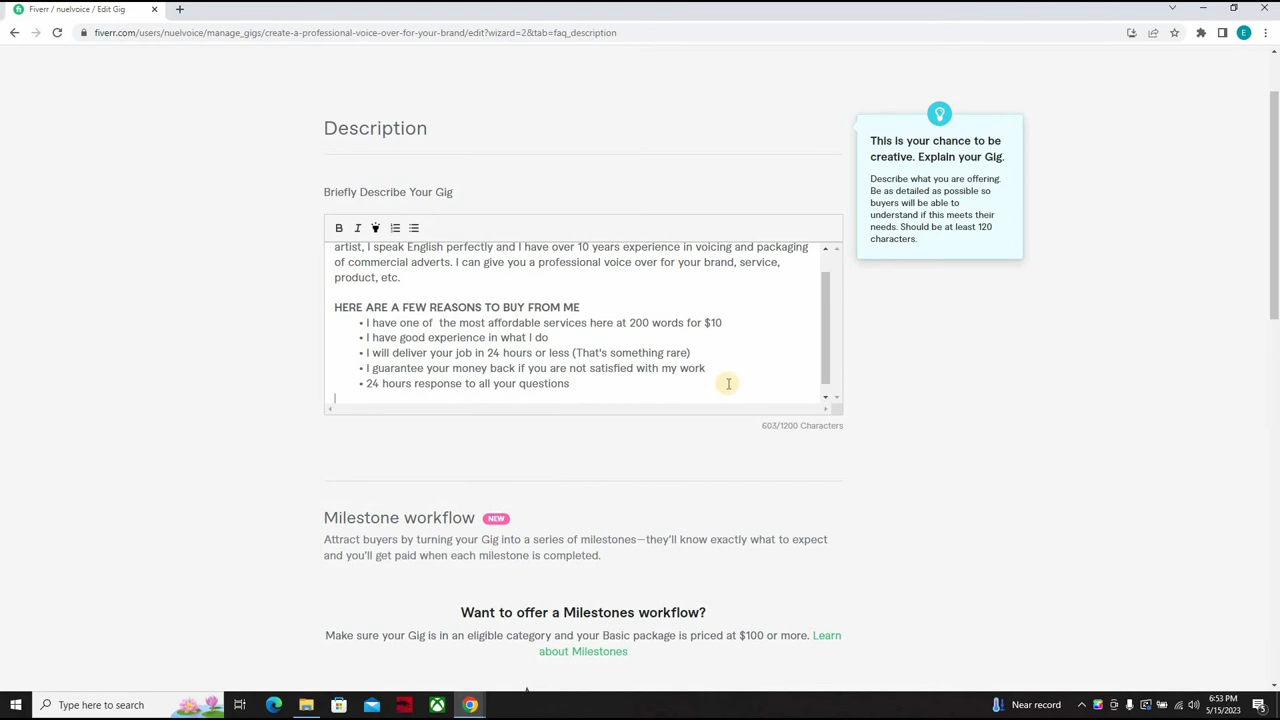 Fiverr / nuelvoice / Edit Gig
fiverr.com/users/nuelvoice/manage_gigs/create-a-professional-voice-over-for-your-brand/edit?wizard=2&tab=faq_description
E
Description
This is your chance to be
creative. Explain your Gig.
Describe what you are offering.
Be as detailed as possible so
buyers will be able to
understand if this meets their
needs. Should be at least 120
characters.
Briefly Describe Your Gig
B I
artist, I speak English perfectly and I have over 10 years experience in voicing and packaging
of commercial adverts. I can give you a professional voice over for your brand, service,
product, etc.
HERE ARE A FEW REASONS TO BUY FROM ME
• I have one of  the most affordable services here at 200 words for $10
• I have good experience in what I do
• I will deliver your job in 24 hours or less (That's something rare)
• I guarantee your money back if you are not satisfied with my work
• 24 hours response to all your questions
603/1200 Characters
Milestone workflow NEW
Attract buyers by turning your Gig into a series of milestones—they'll know exactly what to expect
and you'll get paid when each milestone is completed.
Want to offer a Milestones workflow?
Make sure your Gig is in an eligible category and your Basic package is priced at $100 or more. Learn
about Milestones
Type here to search
Near record
6:53 PM
5/15/2023